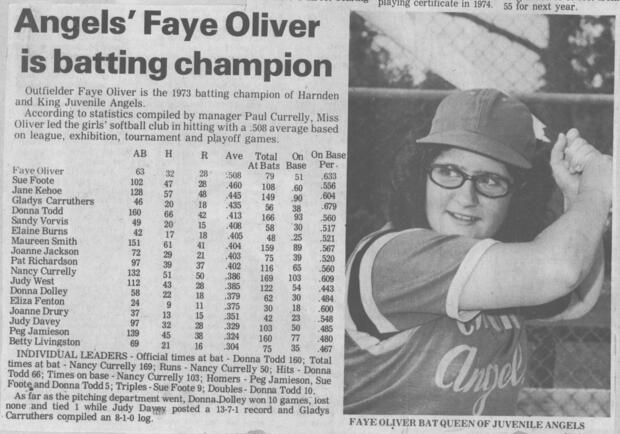 playing certificate in 1974.
55 for next year.
Angels' Faye Oliver
is batting champion
Outfielder Faye Oliver is the 1973 batting champion of Harnden
and King Juvenile Angels.
According to statistics compiled by manager Paul Currelly, Miss
Oliver led the girls' softball club in hitting with a .508 average based
on league, exhibition, tournament and playoff games.
AB H R Ave Total On On Base
At Bats Base Per.
Faye Oliver 63 32 28 .508 79 51 .633
Sue Foote 102 47 28 .460 108 60 .556
Jane Kehoe 128 57 48 .445 149 90 .604
Gladys Carruthers 46 20 18 .435 56 38 .679
Donna Todd 160 66 42 .413 166 93 .560
Sandy Vorvis 49 20 15 .408 58 30 .517
Elaine Burns 42 17 18 .405 48 25 .521
Maureen Smith 151 61 41 .404 159 89 .567
Joanne Jackson 72 29 21 .403 75 39 .520
Pat Richardson 97 39 37 .402 116 65 .560
Nancy Currelly 132 51 50 .386 169 103 .609
Judy West 112 43 28 .385 122 54 .443
Donna Dolley 58 22 18 .379 62 30 .484
Eliza Fenton 24 9 11 .375 30 18 .600
Joanne Drury 37 13 15 .351 42 23 .548
Judy Davey 97 32 28 .329 103 50 .485
Peg Jamieson 139 45 38 .324 160 77 .480
Betty Livingston 69 21 16 .304 75 35 .467
INDIVIDUAL LEADERS - Official times at bat - Donna Todd 160; Total
times at bat - Nancy Currelly 169; Runs - Nancy Currelly 50; Hits - Donna
Todd 66; Times on base - Nancy Currelly 103; Homers - Peg Jamieson, Sue
Foote and Donna Todd 5; Triples - Sue Foote 9; Doubles - Donna Todd 10.
As far as the pitching department went, Donna Dolley won 10 games, lost
none and tied 1 while Judy Davey posted a 13-7-1 record and Gladys
Carruthers compiled an 8-1-0 log.
Angels
FAYE OLIVER BAT QUEEN OF JUVENILE ANGELS